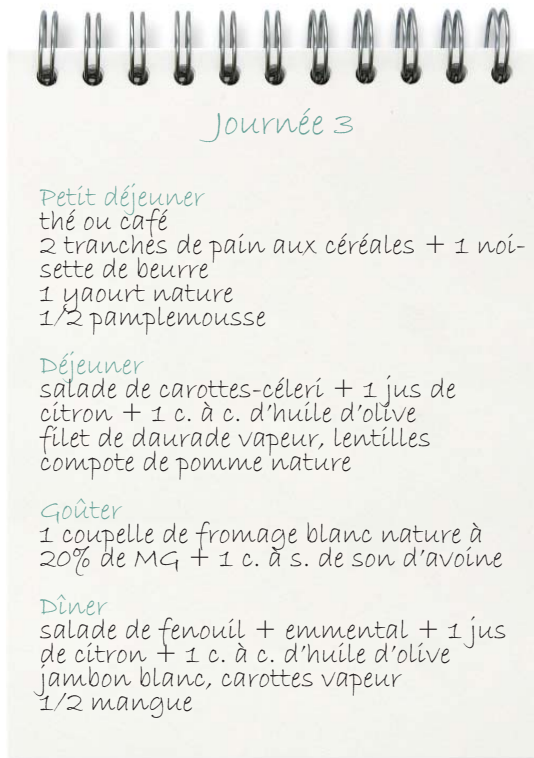 Journée 3
Petit déjeuner
thé ou café
2 tranches de pain aux céréales + 1 noi-
sette de beurre
1 yaourt nature
1/2 pamplemousse
Déjeuner
salade de carottes-céleri + 1 jus de
citron + 1 c. à c. d'huile d'olive
filet de daurade vapeur, lentilles
compote de pomme nature
Goûter
1 coupelle de fromage blanc nature à
20% de MG + 1 c. à s. de son d'avoine
Dîner
salade de fenouil + emmental + 1 jus
de citron + 1 c. à c. d'huile d'olive
jambon blanc, carottes vapeur
1/2 mangue